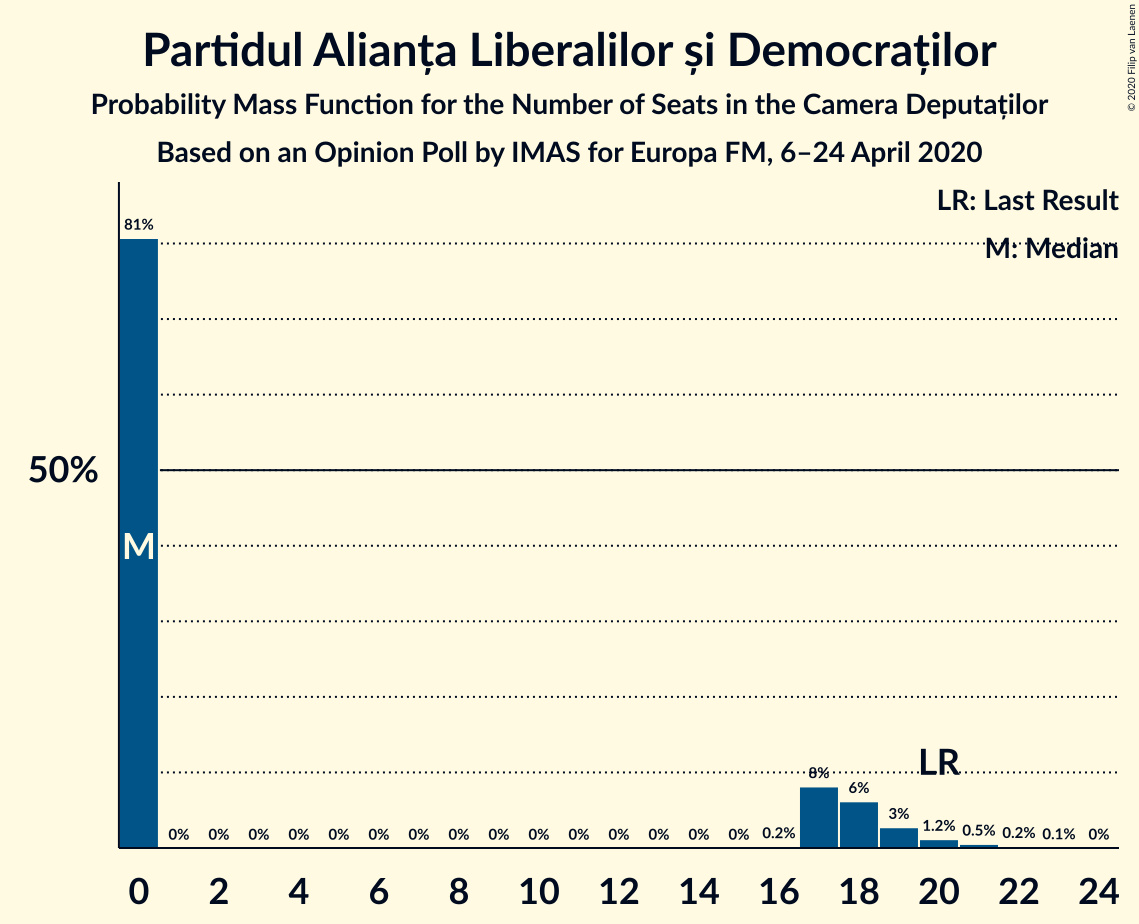 Partidul Alianța Liberalilor și Democraților
Probability Mass Function for the Number of Seats in the Camera Deputaților
Based on an Opinion Poll by IMAS for Europa FM, 6–24 April 2020
© 2020 Filip van Laenen
LR: Last Result
M: Median
81%
50%
M
LR
8%
6%
3%
1.2%
0.5%
0% 0% 0% 0% 0% 0% 0% 0% 0% 0% 0% 0% 0% 0% 0% 0.2% 0.2% 0.1% 0%
0 2 4 6 8 10 12 14 16 18 20 22 24